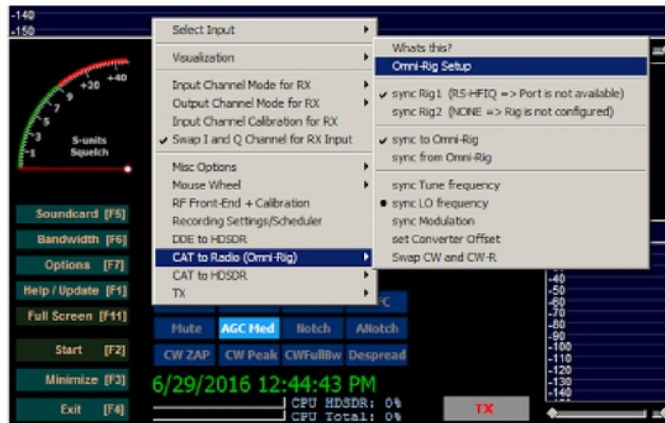 -140
-150
+20
+40
9
7
5
3
1
S-units
Squelch
Soundcard [F5]
Bandwidth [F6]
Options [F7]
Help / Update [F1]
Full Screen [F11]
Start [F2]
Minimize [F3]
Exit [F4]
Select Input
Visualization
Input Channel Mode for RX
Output Channel Mode for RX
Input Channel Calibration for RX
Swap I and Q Channel for RX Input
Misc Options
Mouse Wheel
RF Front-End + Calibration
Recording Settings/Scheduler
DDE to HDSDR
CAT to Radio (Omni-Rig)
CAT to HDSDR
TX
Whats this?
Omni-Rig Setup
sync Rig1 (RS-HFIQ => Port is not available)
sync Rig2 (NONE => Rig is not configured)
sync to Omni-Rig
sync from Omni-Rig
sync Tune frequency
sync LO frequency
sync Modulation
set Converter Offset
Swap CW and CW-R
Mute AGC Med Notch ANotch
CW ZAP CW Peak CWFullBw Despread
6/29/2016 12:44:43 PM
CPU HDSDR: 0%
CPU Total: 0%
TX
-40
-50
-60
-70
-80
-90
-100
-110
-120
-130
-140